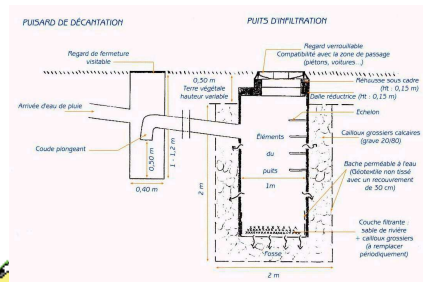 PUISARD DE DÉCANTATION
PUITS D'INFILTRATION
Regard de fermeture
visitable
Regard verrouillable
Compatibilité avec la zone de passage
(piétons, voitures...)
0,50 m
Terre végétale
hauteur variable
Réhousse sous cadre
(ht : 0,15 m)
Dalle réductrice (ht : 0,15 m)
Arrivée d'eau de pluie
Echelon
Cailloux grossiers calcaires
(grave 20/80)
Coude plongeant
Éléments
du
puits
0,50 m
1 - 1,2 m
2 m
1m
Bache perméable à l'eau
(Géotextile non tissé
avec un recouvrement
de 50 cm)
0,40 m
Couche filtrante :
sable de rivière
+ cailloux grossiers
(à remplacer
périodiquement)
Fosse
2 m